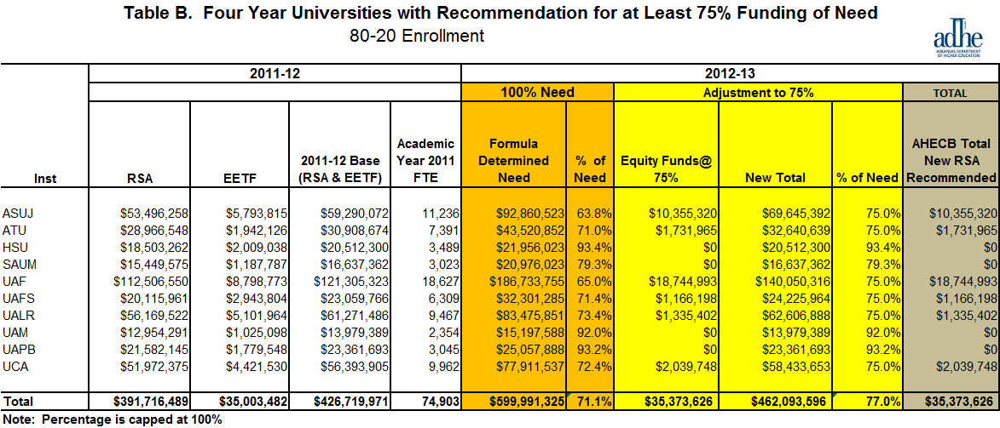 Table B. Four Year Universities with Recommendation for at Least 75% Funding of Need
80-20 Enrollment
adhe
ARKANSAS DEPARTMENT
OF HIGHER EDUCATION
2011-12 2012-13
100% Need Adjustment to 75% TOTAL
Inst RSA EETF 2011-12 Base (RSA & EETF) Academic Year 2011 FTE Formula Determined Need % of Need Equity Funds@ 75% New Total % of Need AHECB Total New RSA Recommended
ASUJ $53,496,258 $5,793,815 $59,290,072 11,236 $92,860,523 63.8% $10,355,320 $69,645,392 75.0% $10,355,320
ATU $28,966,548 $1,942,126 $30,908,674 7,391 $43,520,852 71.0% $1,731,965 $32,640,639 75.0% $1,731,965
HSU $18,503,262 $2,009,038 $20,512,300 3,489 $21,956,023 93.4% $0 $20,512,300 93.4% $0
SAUM $15,449,575 $1,187,787 $16,637,362 3,023 $20,976,023 79.3% $0 $16,637,362 79.3% $0
UAF $112,506,550 $8,798,773 $121,305,323 18,627 $186,733,755 65.0% $18,744,993 $140,050,316 75.0% $18,744,993
UAFS $20,115,961 $2,943,804 $23,059,766 6,309 $32,301,285 71.4% $1,166,198 $24,225,964 75.0% $1,166,198
UALR $56,169,522 $5,101,964 $61,271,486 9,467 $83,475,851 73.4% $1,335,402 $62,606,888 75.0% $1,335,402
UAM $12,954,291 $1,025,098 $13,979,389 2,354 $15,197,588 92.0% $0 $13,979,389 92.0% $0
UAPB $21,582,145 $1,779,548 $23,361,693 3,045 $25,057,888 93.2% $0 $23,361,693 93.2% $0
UCA $51,972,375 $4,421,530 $56,393,905 9,962 $77,911,537 72.4% $2,039,748 $58,433,653 75.0% $2,039,748
Total $391,716,489 $35,003,482 $426,719,971 74,903 $599,991,325 71.1% $35,373,626 $462,093,596 77.0% $35,373,626
Note: Percentage is capped at 100%